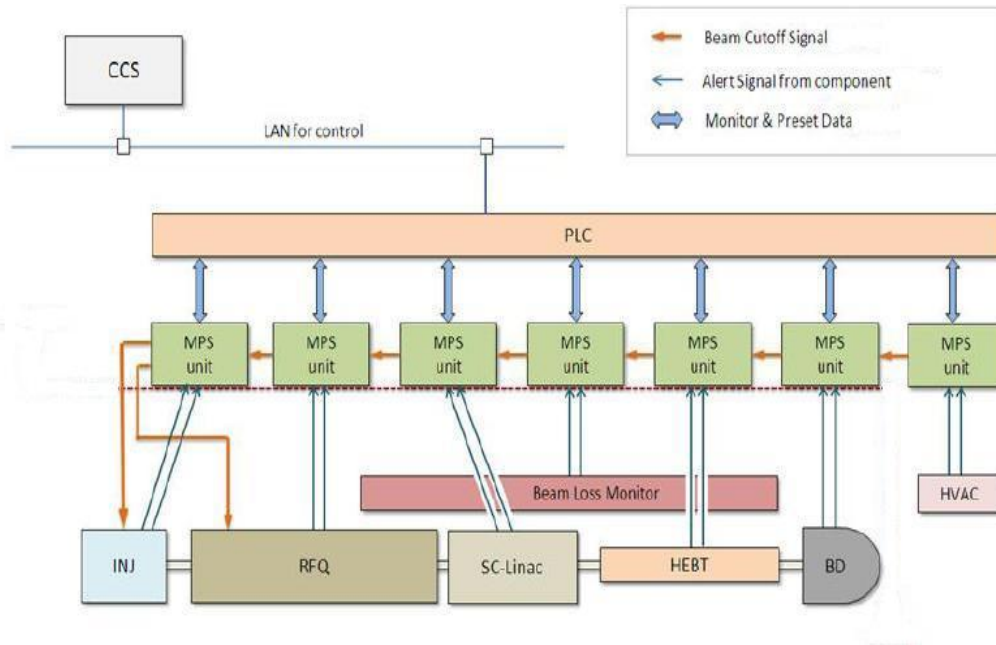 CCS
LAN for control
Beam Cutoff Signal
Alert Signal from component
Monitor & Preset Data
PLC
MPS
unit
MPS
unit
MPS
unit
MPS
unit
MPS
unit
MPS
unit
MPS
unit
Beam Loss Monitor
HVAC
INJ
RFQ
SC-Linac
HEBT
BD